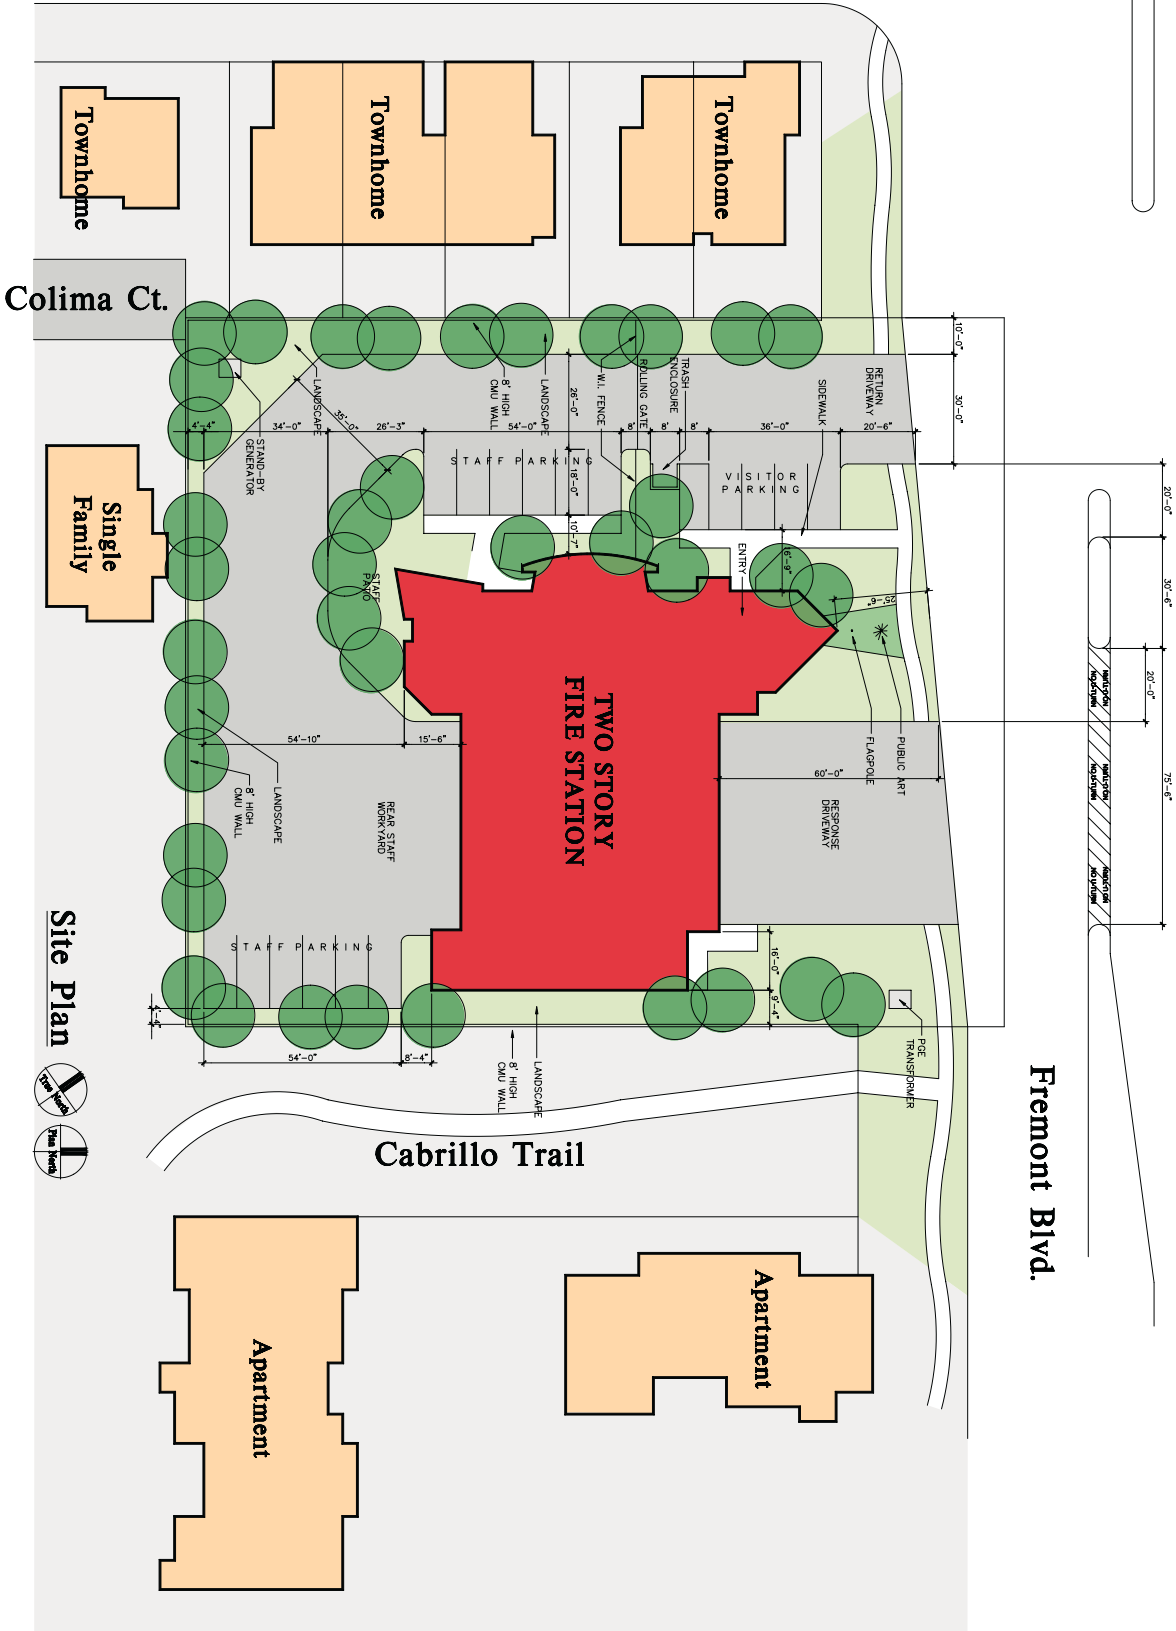 Townhome
Townhome
Townhome
Colima Ct.
Single
Family
10'-0"
30'-0"
RETURN
DRIVEWAY
SIDEWALK
TRASH
ENCLOSURE
ROLLING GATE
W.I. FENCE
LANDSCAPE
8' HIGH
CMU WALL
LANDSCAPE
STAND-BY
GENERATOR
35'-0"
26'-0"
4'-4"
34'-0"
26'-3"
54'-0"
8'
8'
8'
36'-0"
20'-6"
STAFF PARKING
18'-0"
10'-7"
VISITOR
PARKING
ENTRY
16'-9"
25'-6"
20'-0"
30'-6"
20'-0"
75'-6"
STAFF
PATIO
TWO STORY
FIRE STATION
PUBLIC ART
FLAGPOLE
60'-0"
RESPONSE
DRIVEWAY
54'-10"
15'-6"
LANDSCAPE
8' HIGH
CMU WALL
REAR STAFF
WORKYARD
STAFF PARKING
16'-0"
9'-4"
54'-0"
8'-4"
LANDSCAPE
8' HIGH
CMU WALL
PGE
TRANSFORMER
Site Plan
True North
Plan North
Cabrillo Trail
Fremont Blvd.
Apartment
Apartment